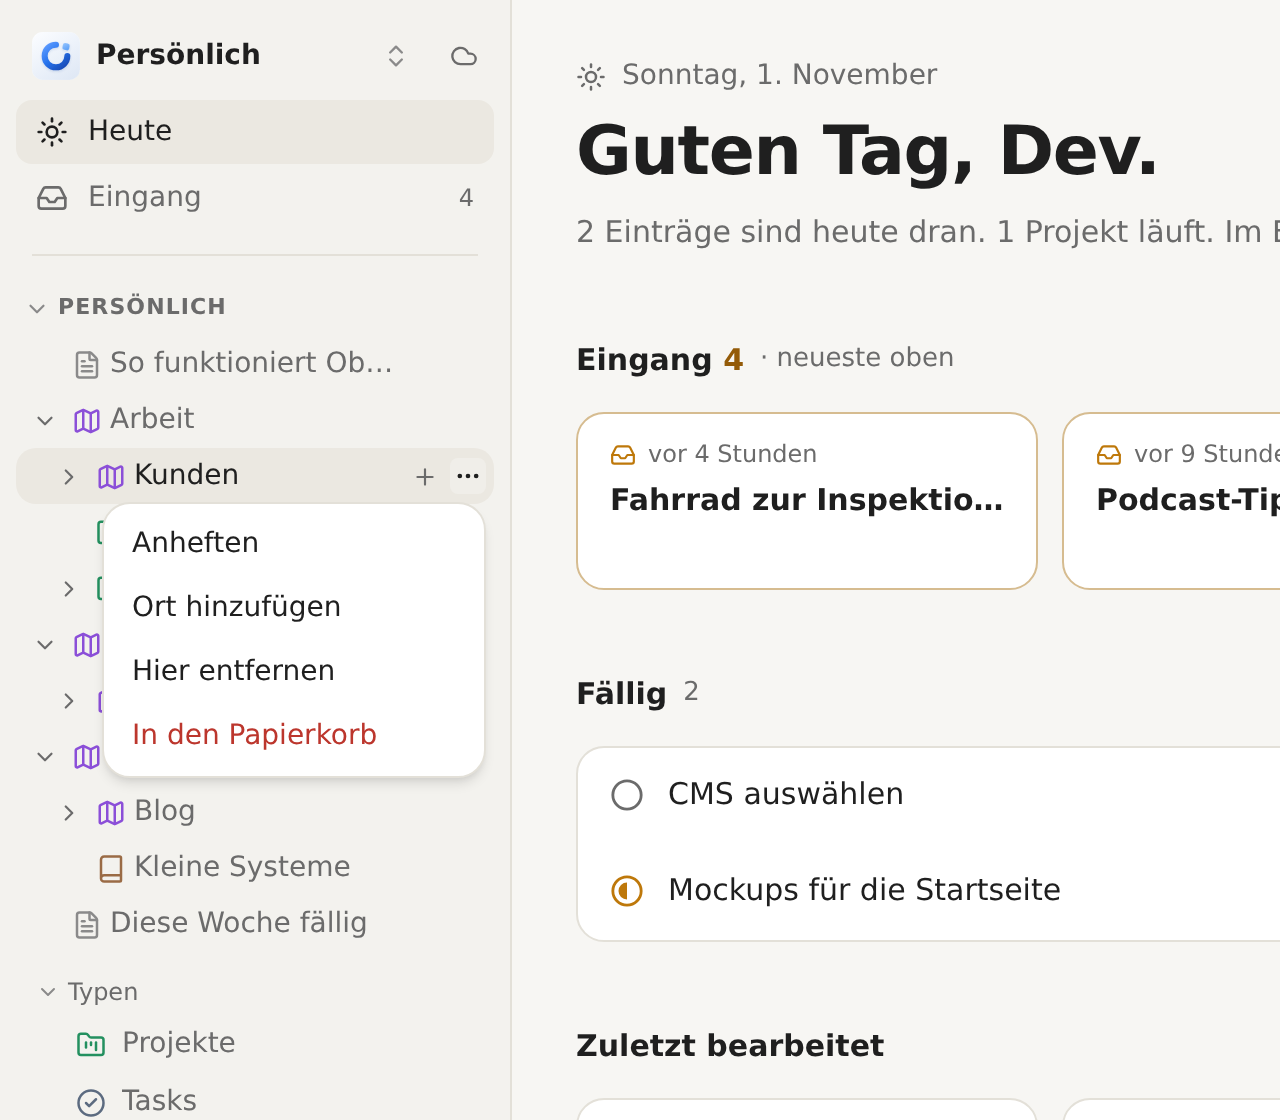 Persönlich
Heute
Eingang 4
PERSÖNLICH
So funktioniert Ob…
Arbeit
Kunden
Anheften
Ort hinzufügen
Hier entfernen
In den Papierkorb
Blog
Kleine Systeme
Diese Woche fällig
Typen
Projekte
Tasks
Sonntag, 1. November
Guten Tag, Dev.
2 Einträge sind heute dran. 1 Projekt läuft. Im
Eingang 4 · neueste oben
vor 4 Stunden
Fahrrad zur Inspektio…
vor 9 Stunde
Podcast-Tip
Fällig 2
CMS auswählen
Mockups für die Startseite
Zuletzt bearbeitet